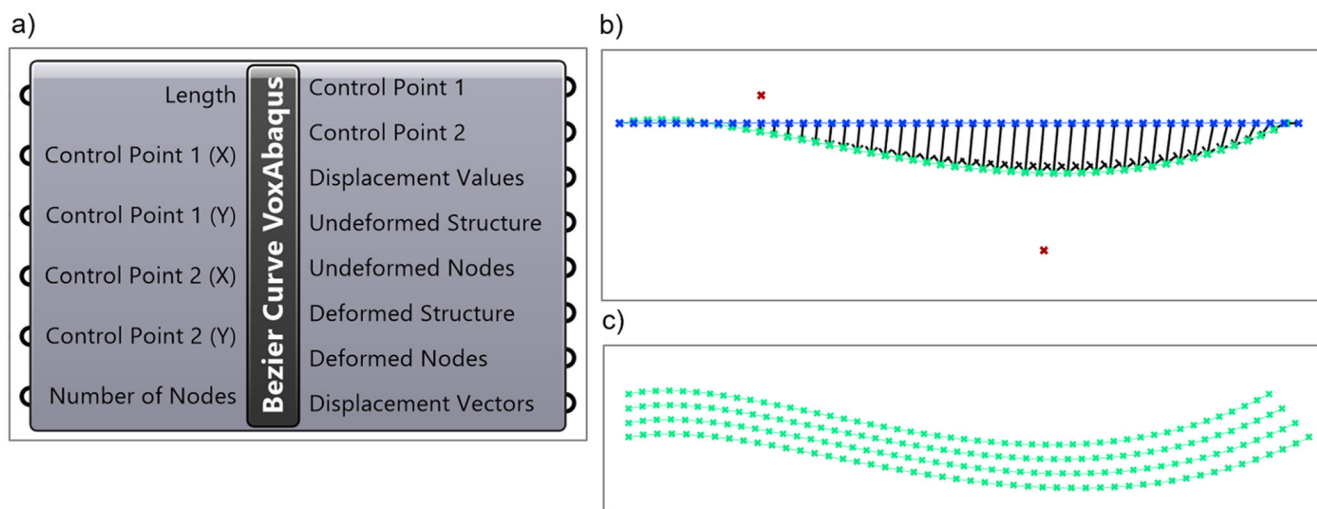 a)
Length
Control Point 1 (X)
Control Point 1 (Y)
Control Point 2 (X)
Control Point 2 (Y)
Number of Nodes
Bezier Curve VoxAbaqus
Control Point 1
Control Point 2
Displacement Values
Undeformed Structure
Undeformed Nodes
Deformed Structure
Deformed Nodes
Displacement Vectors
b)
c)